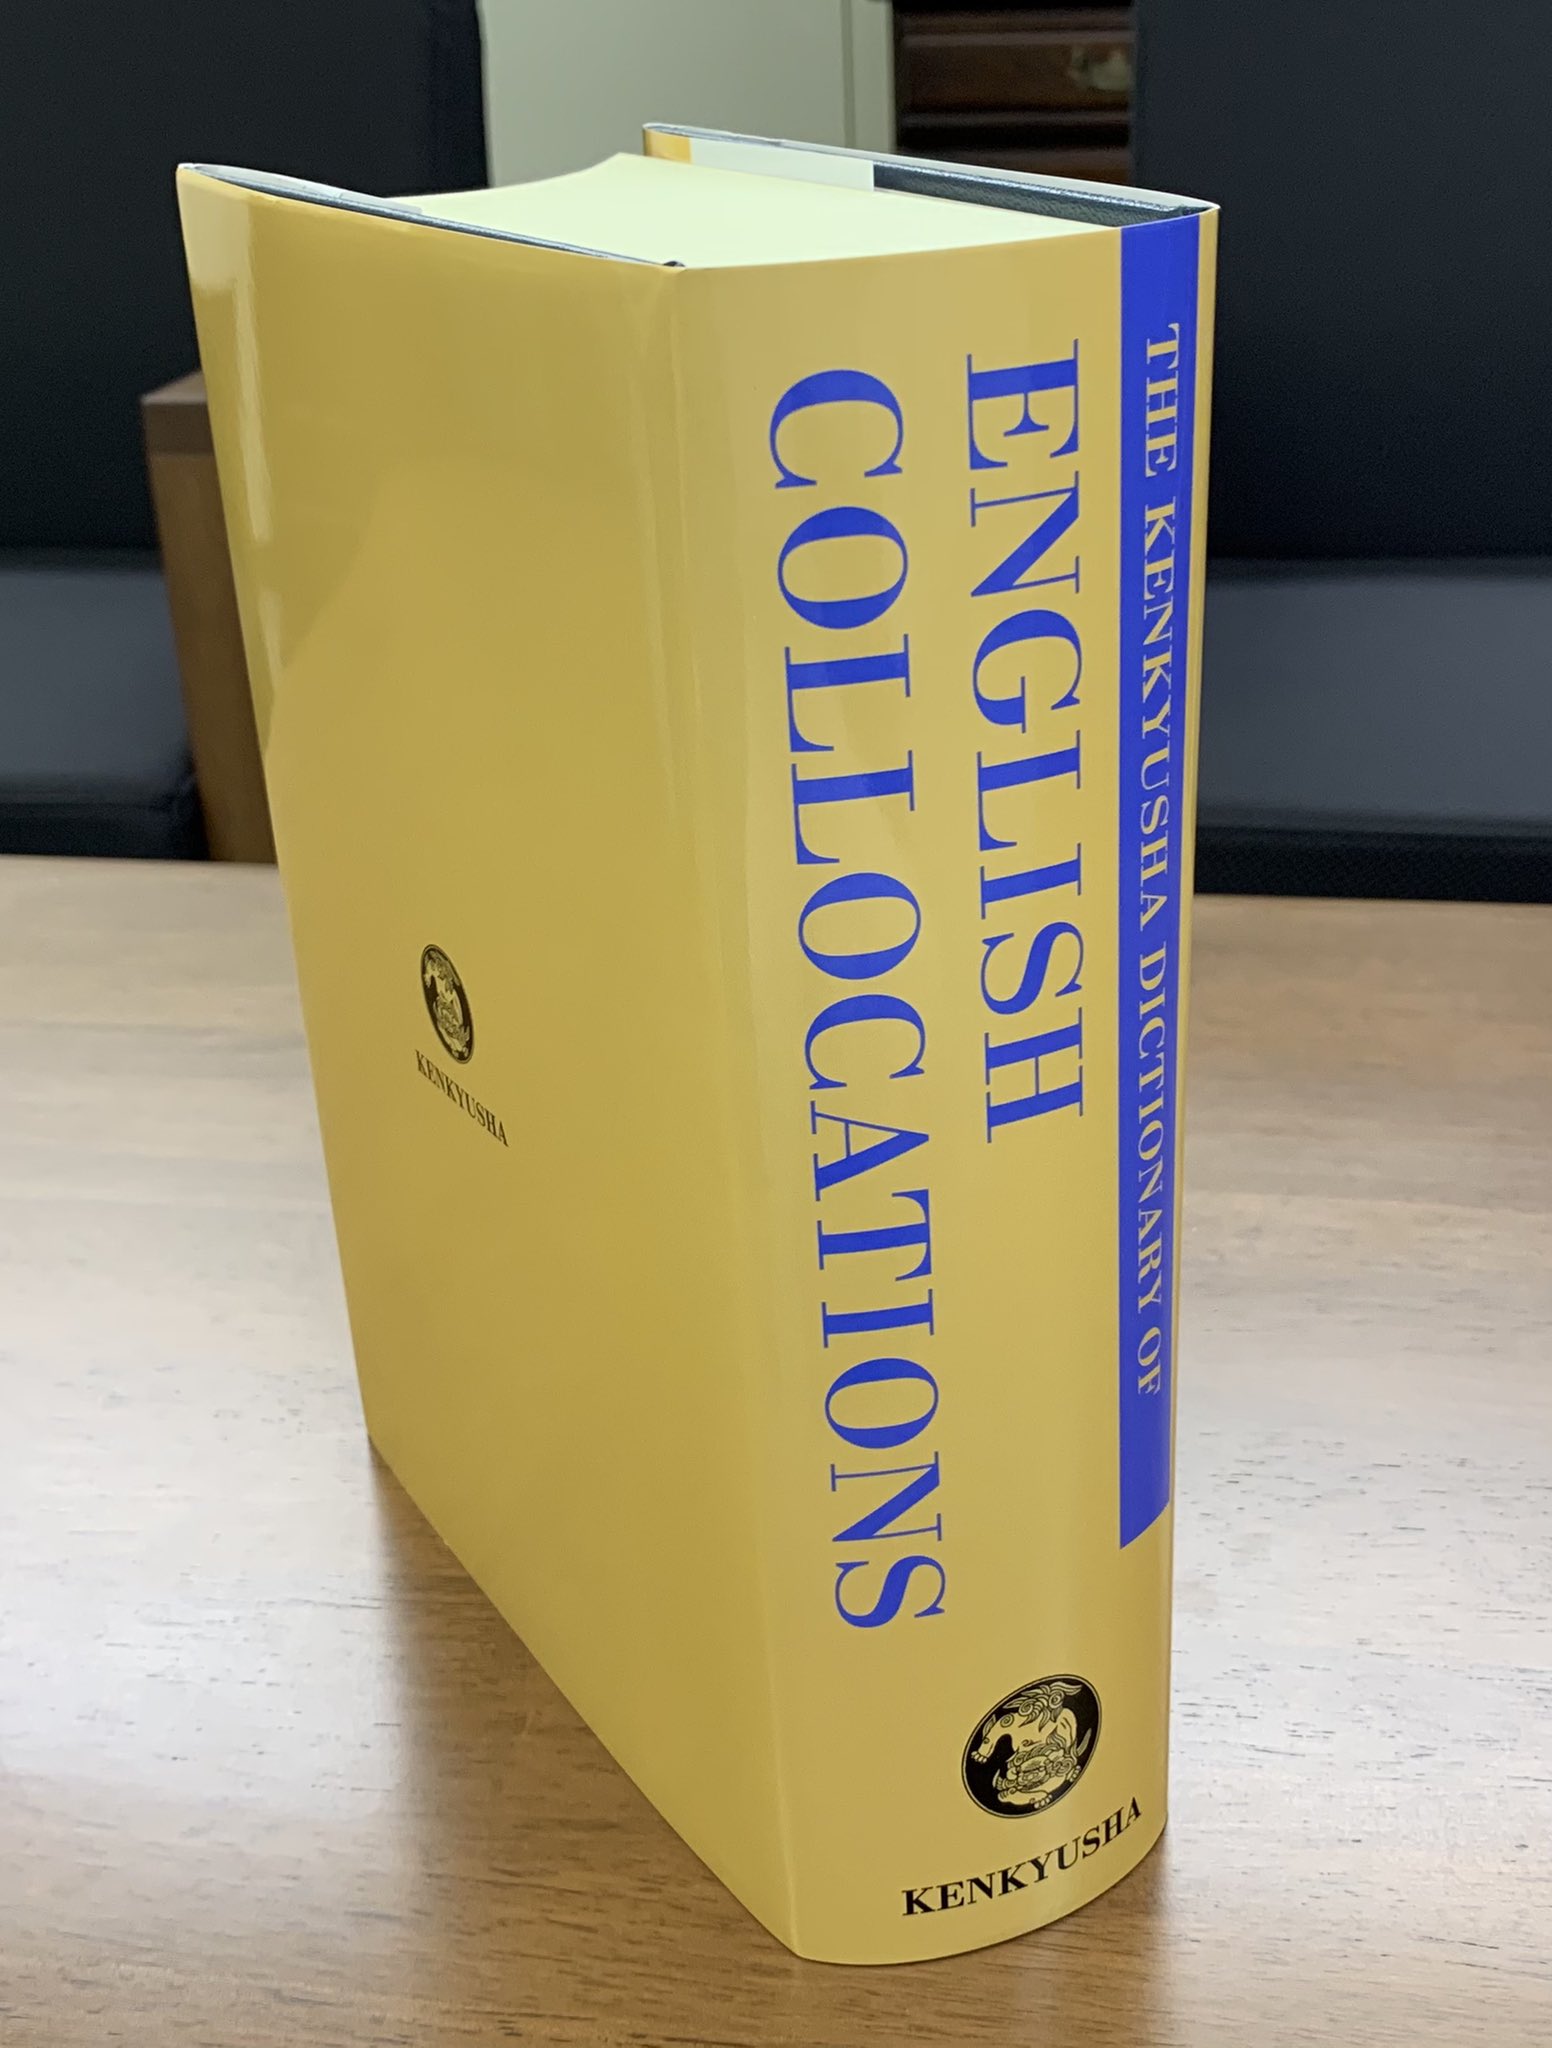 THE KENKYUSHA DICTIONARY OF
ENGLISH
COLLOCATIONS
KENKYUSHA
KENKYUSHA